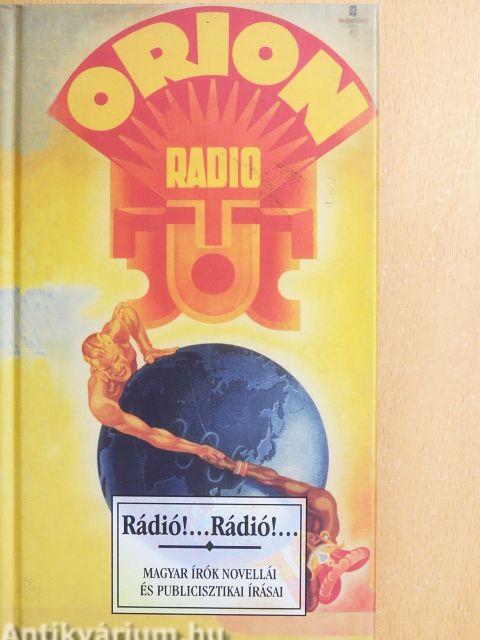 ORION
RADIO
Rádió!...Rádió!...
MAGYAR ÍRÓK NOVELLÁI
ÉS PUBLICISZTIKAI ÍRÁSAI
Antikvárium.hu